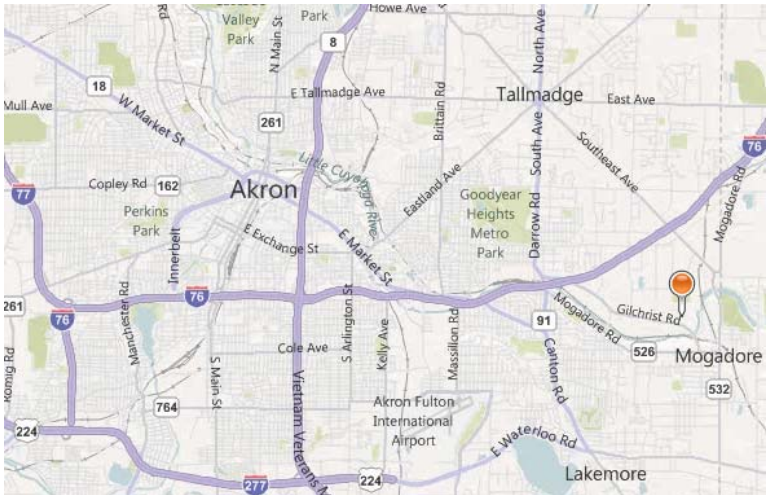 Howe Ave
Valley
Park
Park
Rd
N Main St
8
North Ave
18
E Tallmadge Ave
Tallmadge
East Ave
Mull Ave
W Market St
261
Brittain Rd
South Ave
Southeast Ave
76
Little Cuyahoga River
77
Copley Rd
162
Akron
Eastland Ave
Goodyear
Heights
Metro
Park
Darrow Rd
Mogadore Rd
Perkins
Park
Innerbelt
E Exchange St
E Market St
261
76
76
Manchester Rd
S Arlington St
Kelly Ave
Massillon Rd
91
Mogadore Rd
Gilchrist Rd
526
Mogadore
Romig Rd
S Main St
Cole Ave
Canton Rd
532
764
Vietnam Veterans M
Akron Fulton
International
Airport
224
E Waterloo Rd
277
224
Lakemore